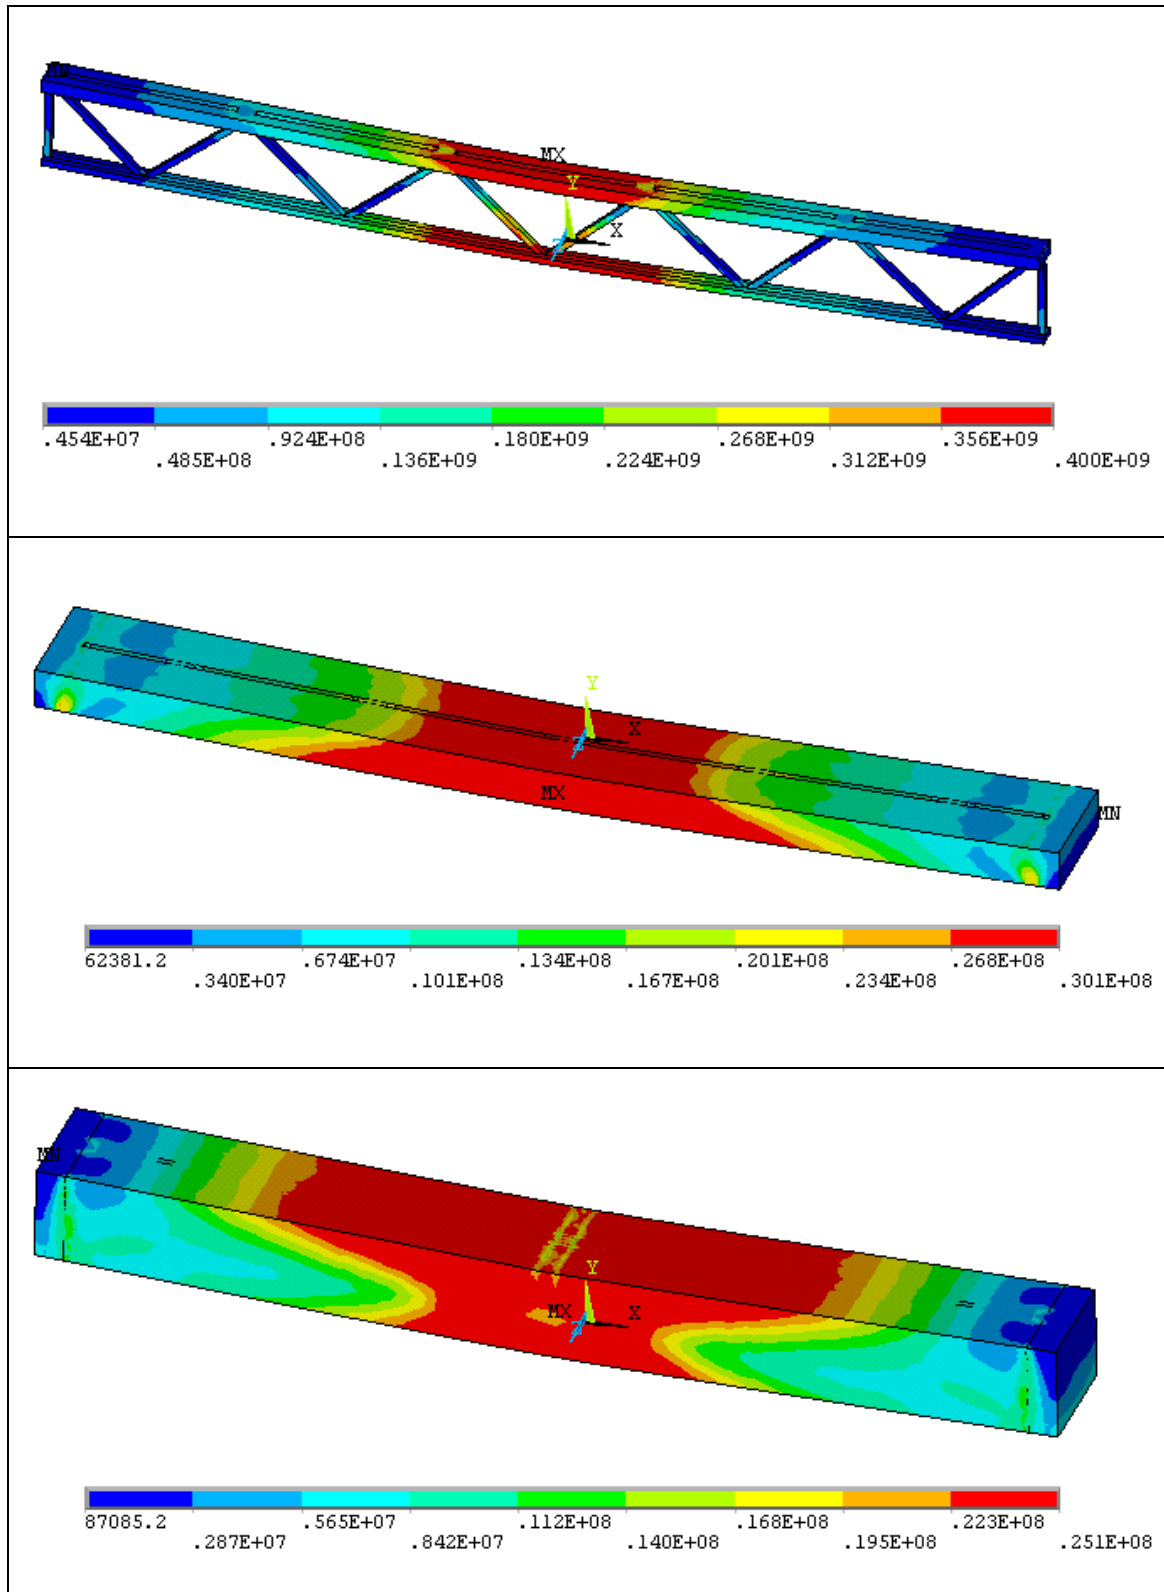 MN
MX
Y
X
Z
.454E+07 .924E+08 .180E+09 .268E+09 .356E+09
.485E+08 .136E+09 .224E+09 .312E+09 .400E+09
Y
X
Z
MX
MN
62381.2 .674E+07 .134E+08 .201E+08 .268E+08
.340E+07 .101E+08 .167E+08 .234E+08 .301E+08
MN
Y
MX
X
Z
87085.2 .565E+07 .112E+08 .168E+08 .223E+08
.287E+07 .842E+07 .140E+08 .195E+08 .251E+08